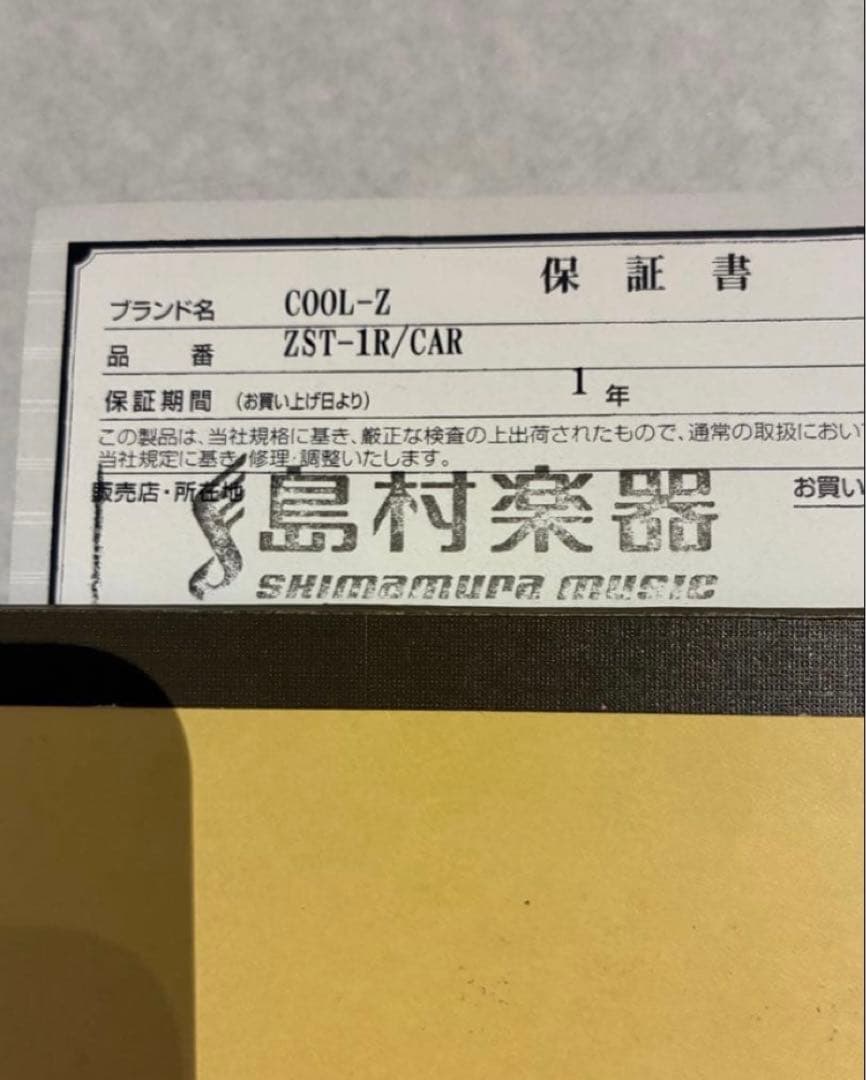 保証書
ブランド名 COOL-Z
品番 ZST-1R/CAR
保証期間 (お買い上げ日より) 1年
この製品は、当社規格に基き、厳正な検査の上出荷されたもので、通常の取扱におい
当社規定に基き、修理・調整いたします。
販売店・所在地 お買い
島村楽器
SHIMAMURA MUSIC